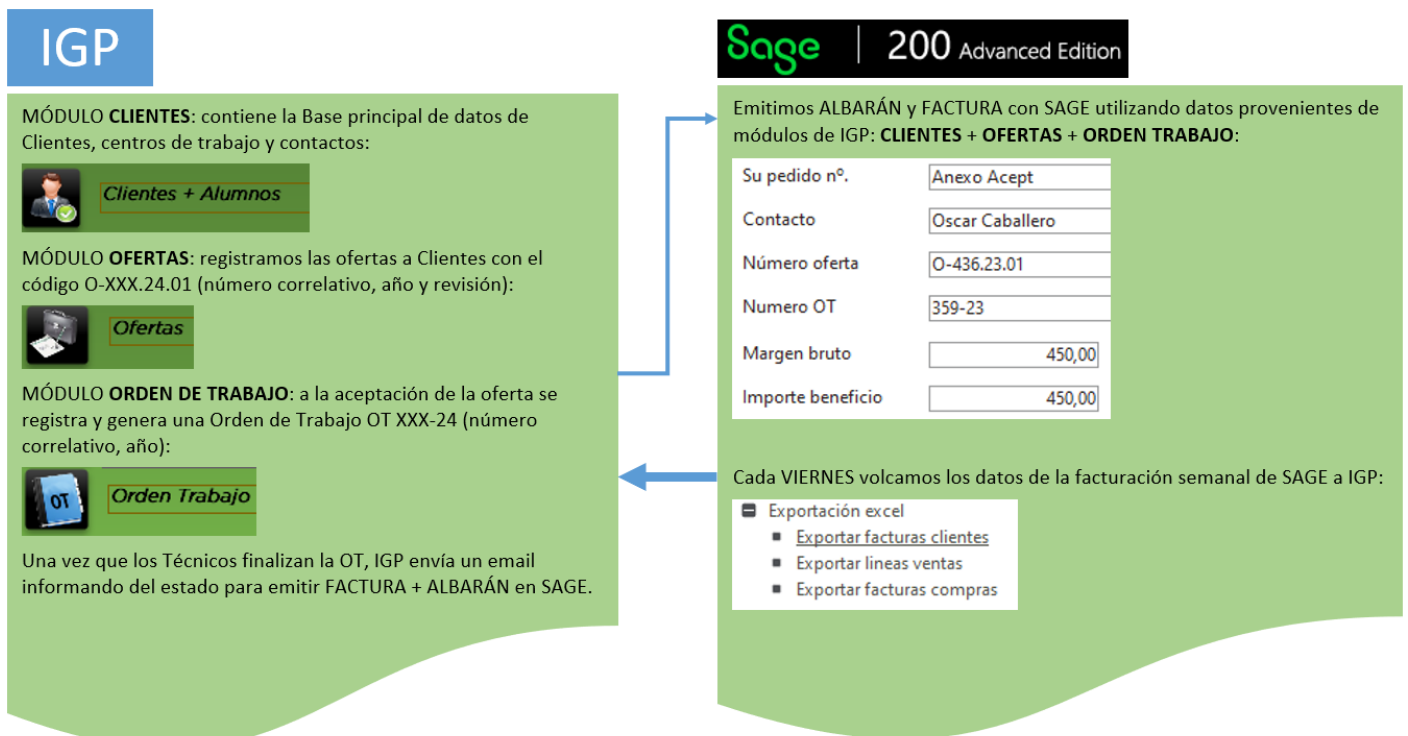 IGP
MÓDULO CLIENTES: contiene la Base principal de datos de
Clientes, centros de trabajo y contactos:
Clientes + Alumnos
MÓDULO OFERTAS: registramos las ofertas a Clientes con el
código O-XXX.24.01 (número correlativo, año y revisión):
Ofertas
MÓDULO ORDEN DE TRABAJO: a la aceptación de la oferta se
registra y genera una Orden de Trabajo OT XXX-24 (número
correlativo, año):
OT
Orden Trabajo
Una vez que los Técnicos finalizan la OT, IGP envía un email
informando del estado para emitir FACTURA + ALBARÁN en SAGE.
Sage | 200 Advanced Edition
Emitimos ALBARÁN y FACTURA con SAGE utilizando datos provenientes de
módulos de IGP: CLIENTES + OFERTAS + ORDEN TRABAJO:
Su pedido nº. Anexo Acept
Contacto Oscar Caballero
Número oferta O-436.23.01
Numero OT 359-23
Margen bruto 450,00
Importe beneficio 450,00
Cada VIERNES volcamos los datos de la facturación semanal de SAGE a IGP:
Exportación excel
Exportar facturas clientes
Exportar lineas ventas
Exportar facturas compras